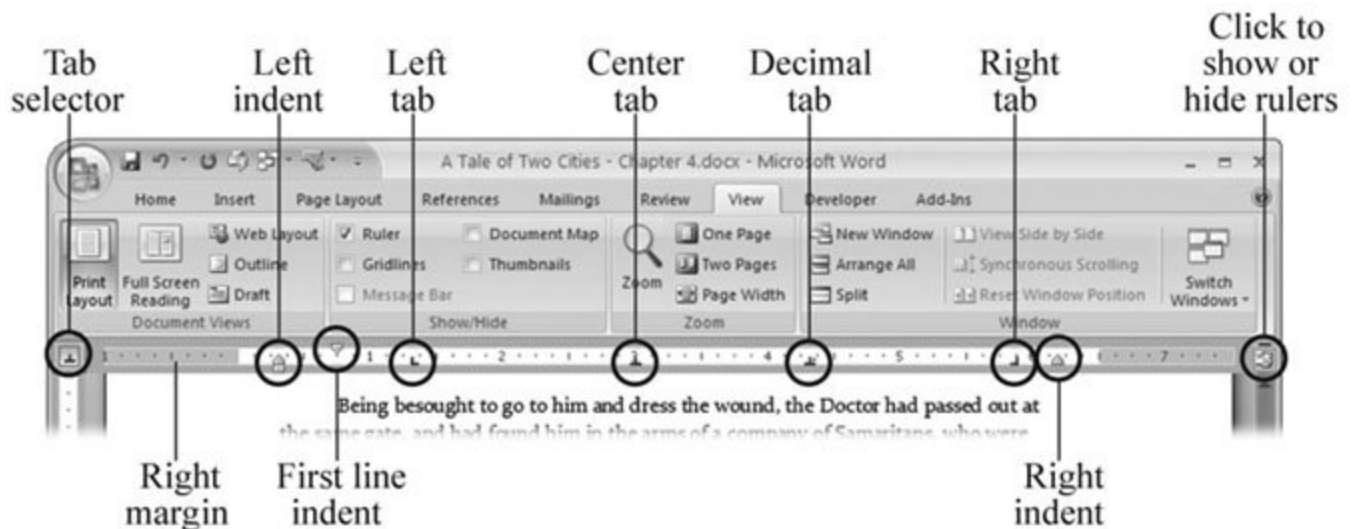 Click to
Tab Left Left Center Decimal Right show or
selector indent tab tab tab tab hide rulers
A Tale of Two Cities - Chapter 4.docx - Microsoft Word
Home Insert Page Layout References Mailings Review View Developer Add-Ins
Web Layout Ruler Document Map One Page New Window View Side by Side
Outline Gridlines Thumbnails Two Pages Arrange All Synchronous Scrolling
Print Layout Full Screen Reading Draft Message Bar Zoom Page Width Split Reset Window Position Switch Windows
Document Views Show/Hide Zoom Window
1 1 2 3 4 5 6 7
Being besought to go to him and dress the wound, the Doctor had passed out at
the same gate, and had found him in the arms of a company of Samaritans, who were
Right First line Right
margin indent indent